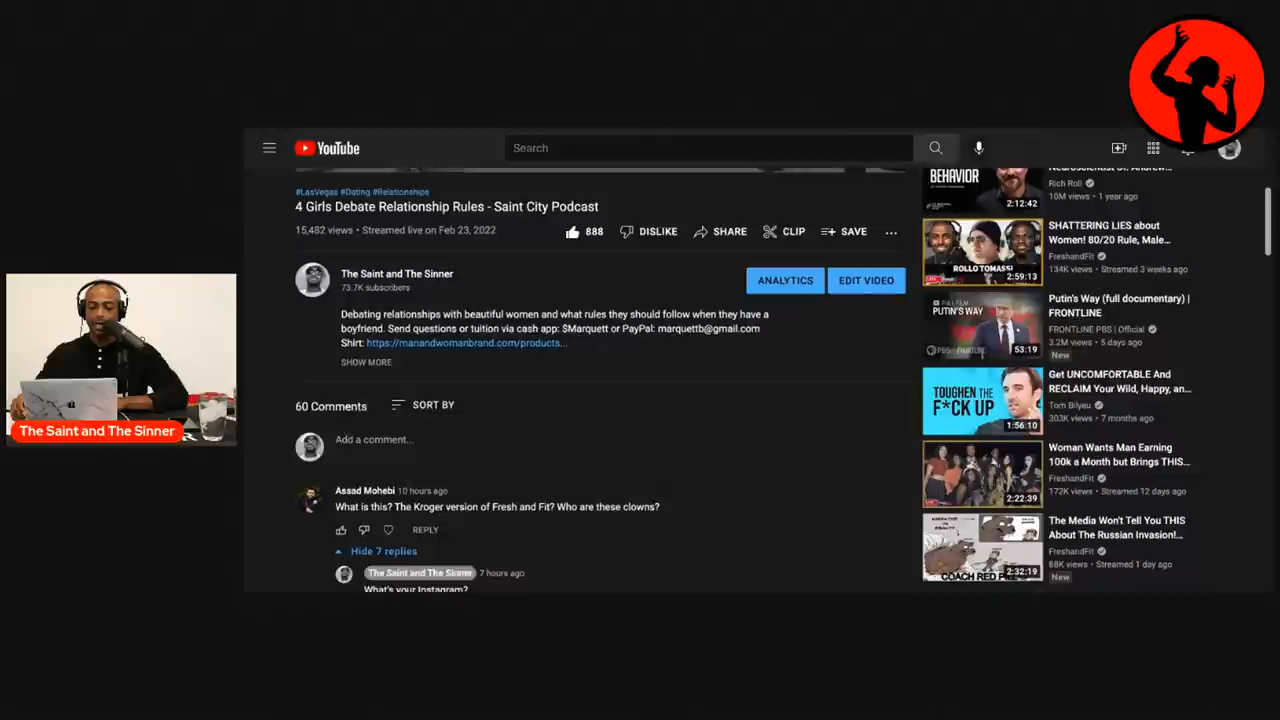 YouTube
Search
#LasVegas #Dating #Relationships
4 Girls Debate Relationship Rules - Saint City Podcast
15,482 views • Streamed live on Feb 23, 2022
888
DISLIKE
SHARE
CLIP
SAVE
The Saint and The Sinner
73.7K subscribers
ANALYTICS
EDIT VIDEO
Debating relationships with beautiful women and what rules they should follow when they have a
boyfriend. Send questions or tuition via cash app: $Marquett or PayPal: marquettb@gmail.com
Shirt: https://manandwomanbrand.com/products...
SHOW MORE
60 Comments
SORT BY
Add a comment...
Assad Mohebi 10 hours ago
What is this? The Kroger version of Fresh and Fit? Who are these clowns?
REPLY
Hide 7 replies
The Saint and The Sinner 7 hours ago
What's your Instagram?
The Saint and The Sinner
BEHAVIOR
2:12:42
Neuroscientist Dr. Andrew...
Rich Roll
10M views • 1 year ago
ROLLO TOMASSI
LIVE
2:59:13
SHATTERING LIES about
Women! 80/20 Rule, Male...
FreshandFit
134K views • Streamed 3 weeks ago
PUTIN'S WAY
PBS
53:19
Putin's Way (full documentary) |
FRONTLINE
FRONTLINE PBS | Official
3.2M views • 5 days ago
New
TOUGHEN
THE
F*CK UP
1:56:10
Get UNCOMFORTABLE And
RECLAIM Your Wild, Happy, an...
Tom Bilyeu
303K views • 7 months ago
LIVE
2:22:39
Woman Wants Man Earning
100k a Month but Brings THIS...
FreshandFit
172K views • Streamed 12 days ago
COACH RED
2:32:19
The Media Won't Tell You THIS
About The Russian Invasion!...
FreshandFit
88K views • Streamed 1 day ago
New